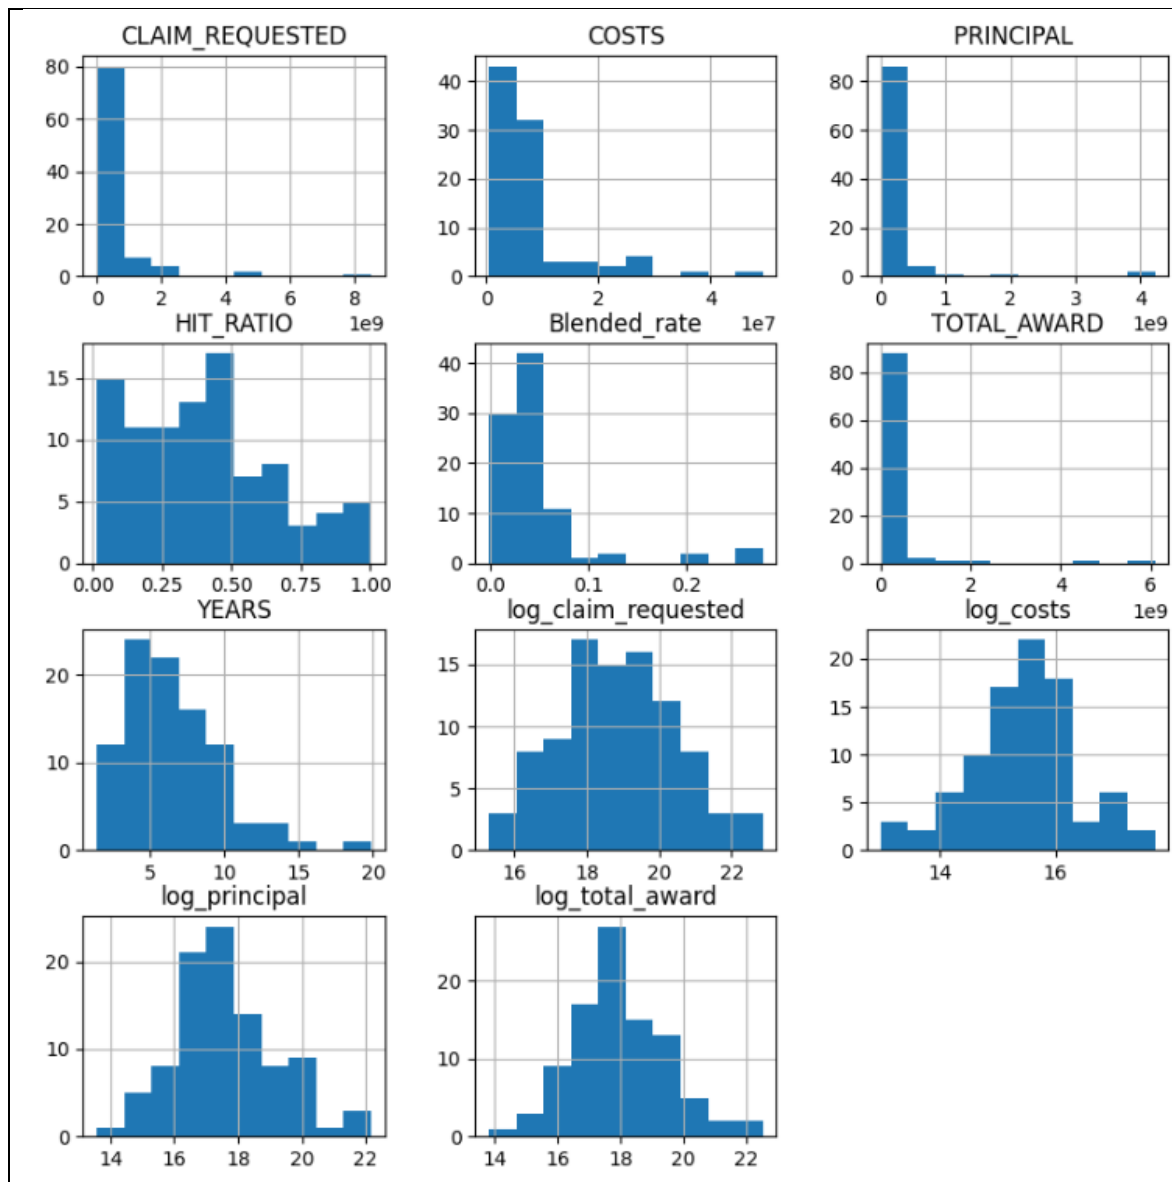 CLAIM_REQUESTED COSTS PRINCIPAL
80 60 40 20 0
0 2 4 6 8
1e9
40 30 20 10 0
0 2 4
1e7
80 60 40 20 0
0 1 2 3 4
1e9
HIT_RATIO Blended_rate TOTAL_AWARD
15 10 5 0
0.00 0.25 0.50 0.75 1.00
40 30 20 10 0
0.0 0.1 0.2
80 60 40 20 0
0 2 4 6
1e9
YEARS log_claim_requested log_costs
20 10 0
5 10 15 20
15 10 5 0
16 18 20 22
20 15 10 5 0
14 16
log_principal log_total_award
20 10 0
14 16 18 20 22
20 10 0
14 16 18 20 22